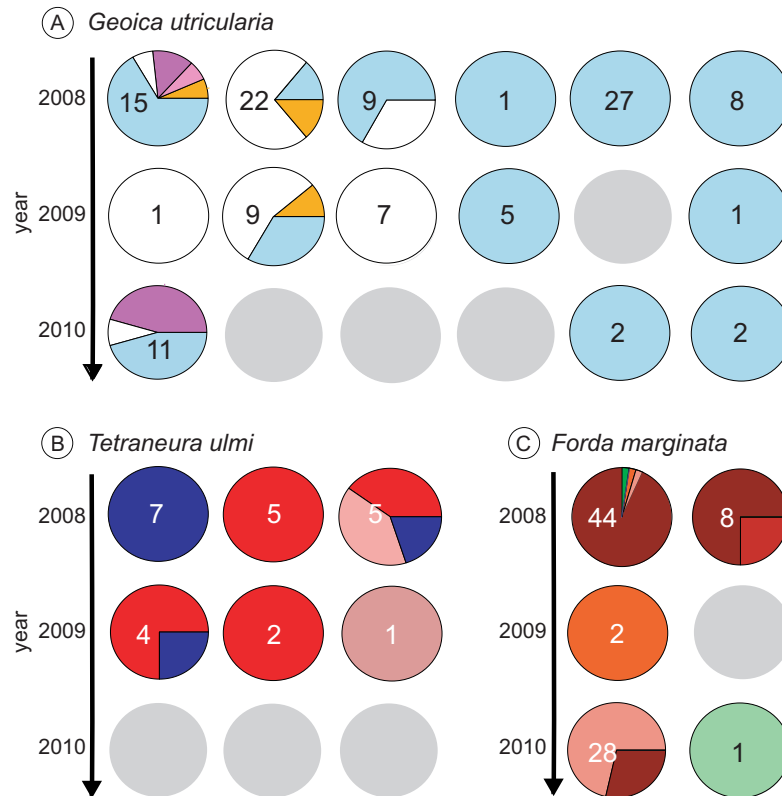 A Geoica utricularia
2008 15 22 9 1 27 8
year
2009 1 9 7 5 1
2010 11 2 2
B Tetraneura ulmi
2008 7 5 5
year
2009 4 2 1
2010
C Forda marginata
2008 44 8
2009 2
2010 28 1